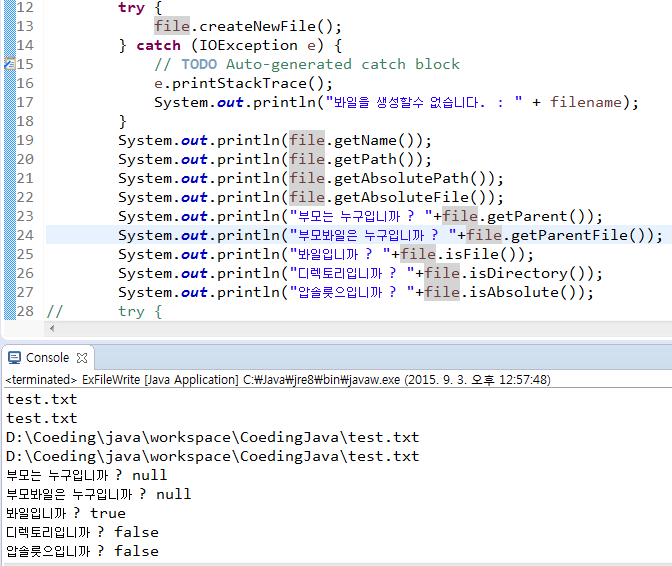 12 try {
13 file.createNewFile();
14 } catch (IOException e) {
15 // TODO Auto-generated catch block
16 e.printStackTrace();
17 System.out.println("봐일을 생성할수 없습니다. : " + filename);
18 }
19 System.out.println(file.getName());
20 System.out.println(file.getPath());
21 System.out.println(file.getAbsolutePath());
22 System.out.println(file.getAbsoluteFile());
23 System.out.println("부모는 누구입니까 ? "+file.getParent());
24 System.out.println("부모봐일은 누구입니까 ? "+file.getParentFile());
25 System.out.println("봐일입니까 ? "+file.isFile());
26 System.out.println("디렉토리입니까 ? "+file.isDirectory());
27 System.out.println("압솔룻으입니까 ? "+file.isAbsolute());
28 // try {
Console
<terminated> ExFileWrite [Java Application] C:₩Java₩jre8₩bin₩javaw.exe (2015. 9. 3. 오후 12:57:48)
test.txt
test.txt
D:\Coeding\java\workspace\CoedingJava\test.txt
D:\Coeding\java\workspace\CoedingJava\test.txt
부모는 누구입니까 ? null
부모봐일은 누구입니까 ? null
봐일입니까 ? true
디렉토리입니까 ? false
압솔룻으입니까 ? false